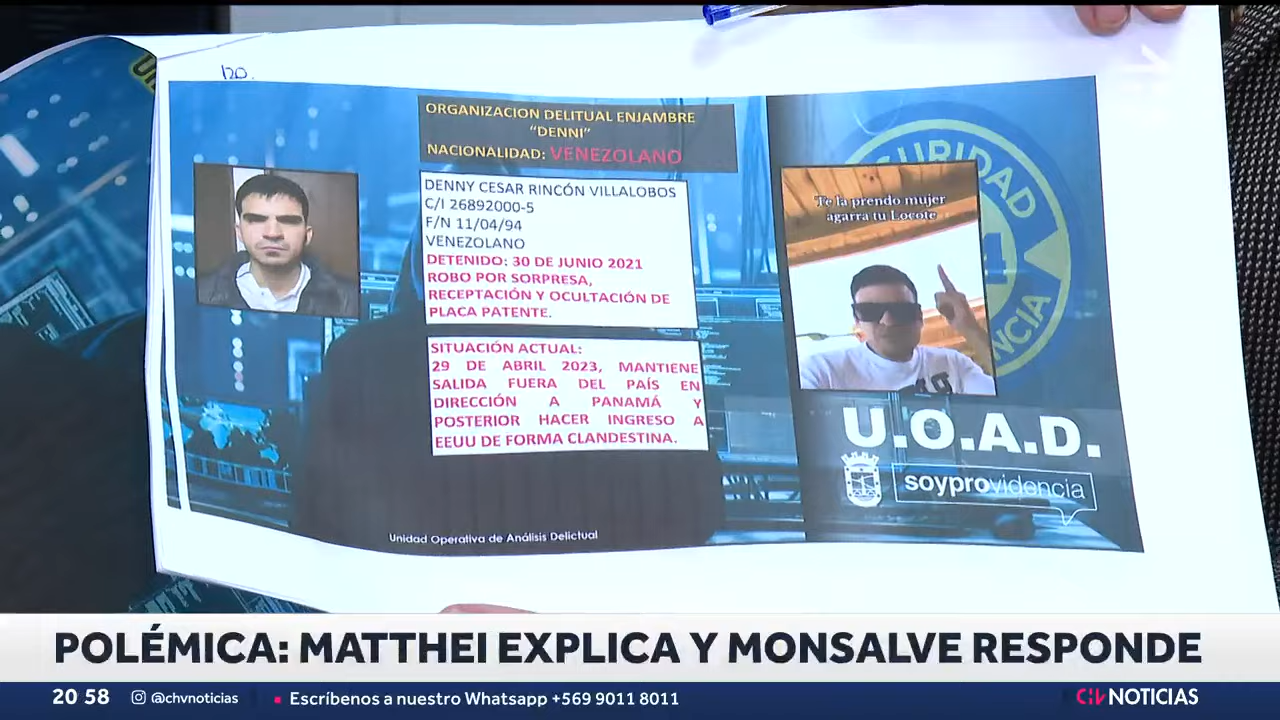 120.
ORGANIZACION DELITUAL ENJAMBRE
"DENNI"
NACIONALIDAD: VENEZOLANO
DENNY CESAR RINCÓN VILLALOBOS
C/I 26892000-5
F/N 11/04/94
VENEZOLANO
DETENIDO: 30 DE JUNIO 2021
ROBO POR SORPRESA,
RECEPTACIÓN Y OCULTACIÓN DE
PLACA PATENTE.
SITUACIÓN ACTUAL:
29 DE ABRIL 2023, MANTIENE
SALIDA FUERA DEL PAÍS EN
DIRECCIÓN A PANAMÁ Y
POSTERIOR HACER INGRESO A
EEUU DE FORMA CLANDESTINA.
Unidad Operativa de Análisis Delictual
Te la prendo mujer
agarra tu Locote
U.O.A.D.
soyprovidencia
POLÉMICA: MATTHEI EXPLICA Y MONSALVE RESPONDE
20 58 @chvnoticias Escríbenos a nuestro Whatsapp +569 9011 8011 CHV NOTICIAS